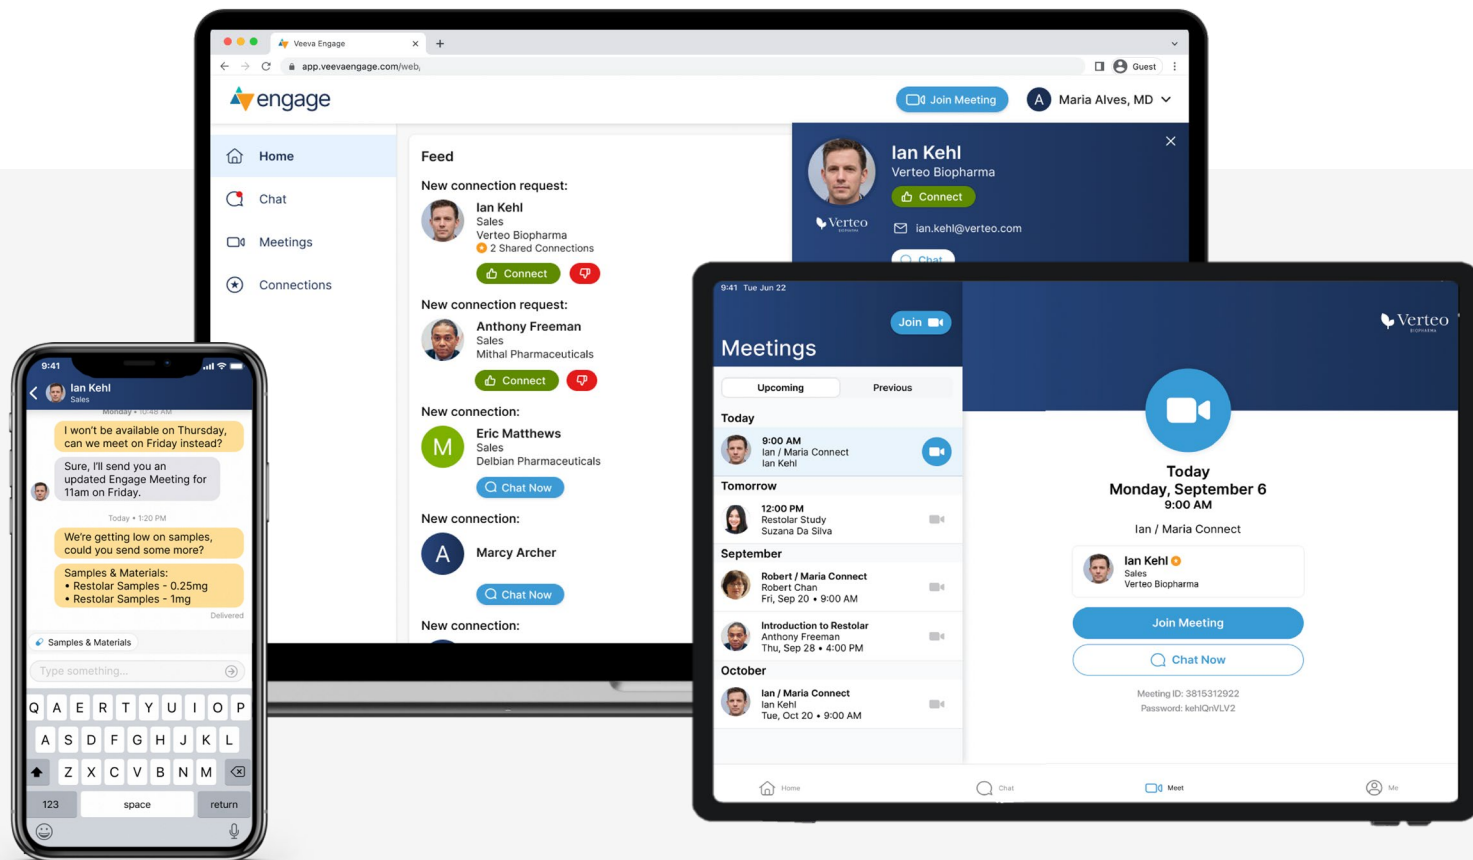 Veeva Engage
app.veevaengage.com/web,
Guest
engage
Join Meeting
A
Maria Alves, MD
Home
Chat
Meetings
Connections
Feed
New connection request:
Ian Kehl
Sales
Verteo Biopharma
2 Shared Connections
Connect
New connection request:
Anthony Freeman
Sales
Mithal Pharmaceuticals
Connect
New connection:
M
Eric Matthews
Sales
Delbian Pharmaceuticals
Chat Now
New connection:
A
Marcy Archer
Chat Now
New connection:
Ian Kehl
Verteo Biopharma
Connect
Verteo
BIOPHARMA
ian.kehl@verteo.com
Chat
9:41
Ian Kehl
Sales
Monday • 10:48 AM
I won't be available on Thursday,
can we meet on Friday instead?
Sure, I'll send you an
updated Engage Meeting for
11am on Friday.
Today • 1:20 PM
We're getting low on samples,
could you send some more?
Samples & Materials:
• Restolar Samples - 0.25mg
• Restolar Samples - 1mg
Delivered
Samples & Materials
Type something...
Q A E R T Y U I O P
A S D F G H J K L
Z X C V B N M
123 space return
9:41 Tue Jun 22
Join
Meetings
Upcoming Previous
Today
9:00 AM
Ian / Maria Connect
Ian Kehl
Tomorrow
12:00 PM
Restolar Study
Suzana Da Silva
September
Robert / Maria Connect
Robert Chan
Fri, Sep 20 • 9:00 AM
Introduction to Restolar
Anthony Freeman
Thu, Sep 28 • 4:00 PM
October
Ian / Maria Connect
Ian Kehl
Tue, Oct 20 • 9:00 AM
Verteo
BIOPHARMA
Today
Monday, September 6
9:00 AM
Ian / Maria Connect
Ian Kehl
Sales
Verteo Biopharma
Join Meeting
Chat Now
Meeting ID: 3815312922
Password: kehlQnVLV2
Home
Chat
Meet
Me